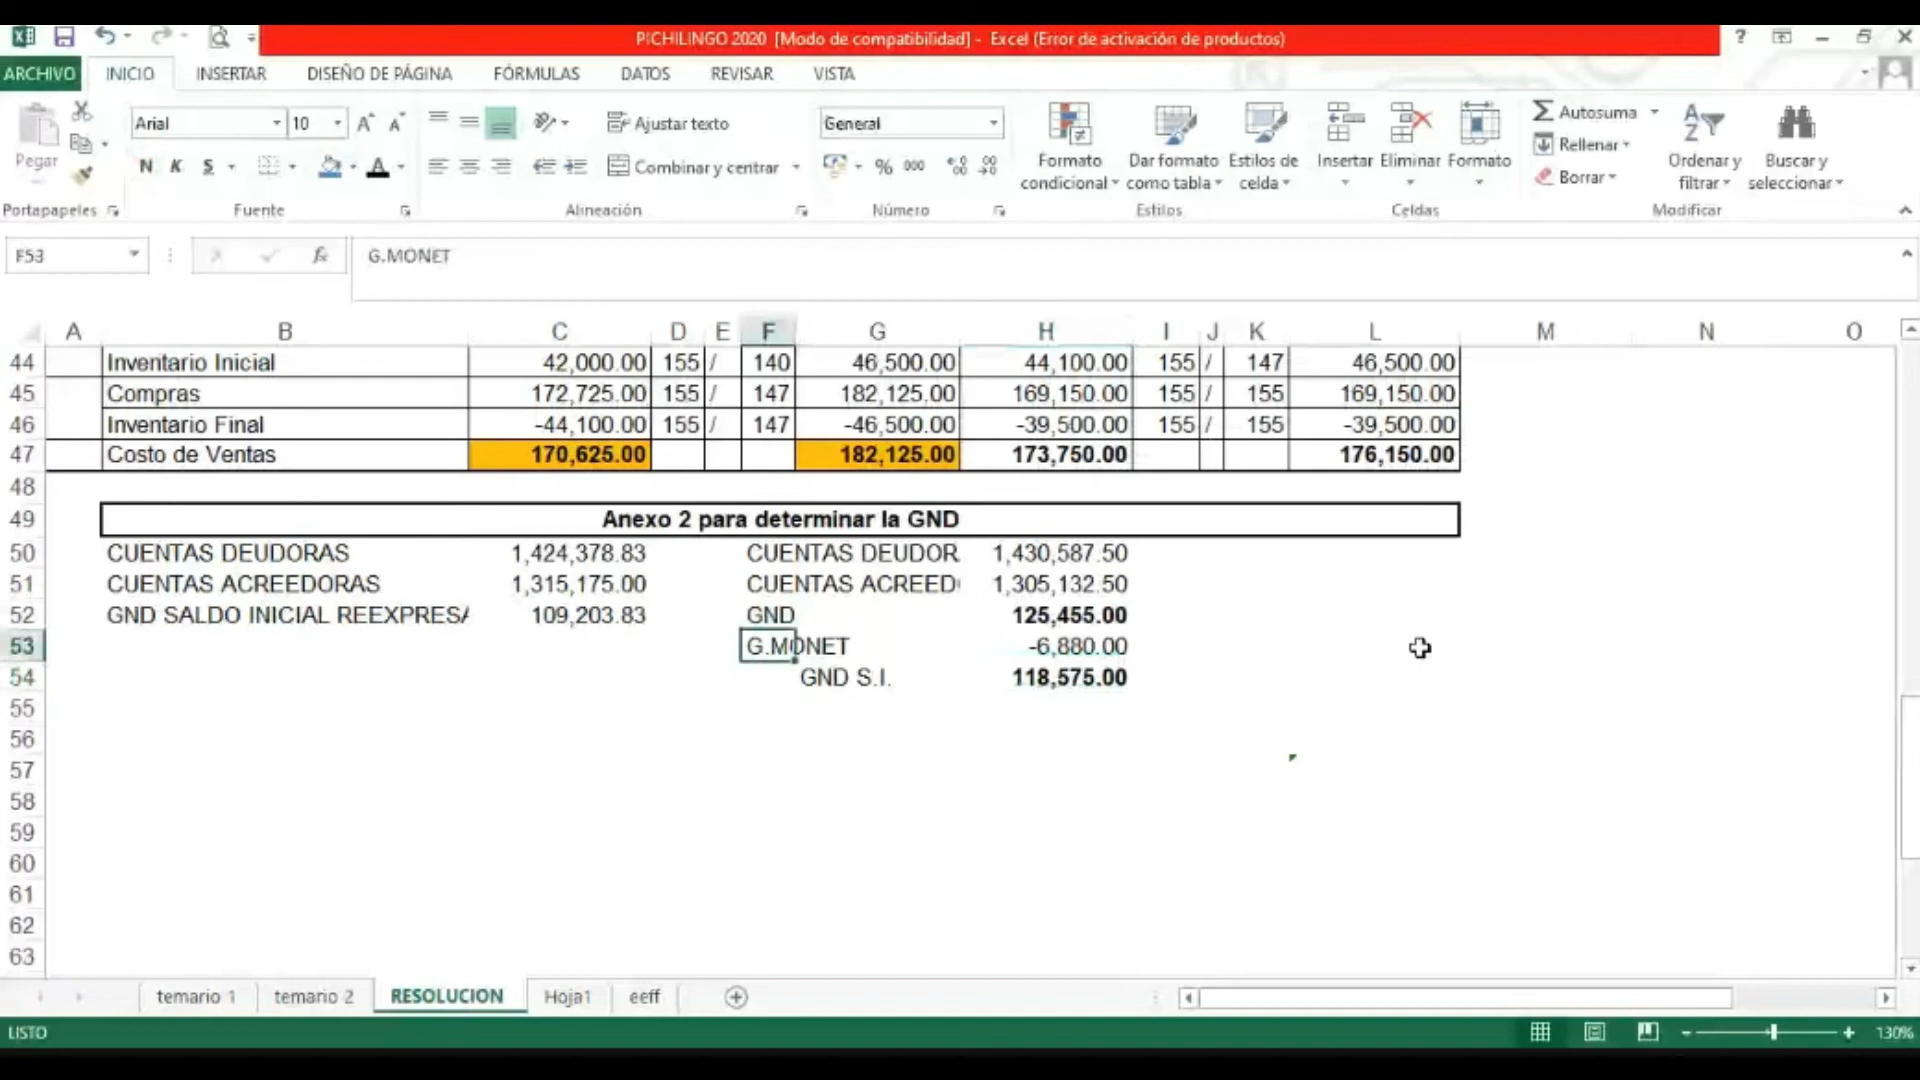 PICHILINGO 2020 [Modo de compatibilidad] - Excel (Error de activación de productos)
ARCHIVO INICIO INSERTAR DISEÑO DE PÁGINA FÓRMULAS DATOS REVISAR VISTA
Pegar
Arial 10
N K S
Ajustar texto
Combinar y centrar
General
% 000
Formato condicional
Dar formato como tabla
Estilos de celda
Insertar Eliminar Formato
Autosuma
Rellenar
Borrar
Ordenar y filtrar
Buscar y seleccionar
Portapapeles Fuente Alineación Número Estilos Celdas Modificar
F53 fx G.MONET
A B C D E F G H I J K L M N O
44 Inventario Inicial 42,000.00 155 / 140 46,500.00 44,100.00 155 / 147 46,500.00
45 Compras 172,725.00 155 / 147 182,125.00 169,150.00 155 / 155 169,150.00
46 Inventario Final -44,100.00 155 / 147 -46,500.00 -39,500.00 155 / 155 -39,500.00
47 Costo de Ventas 170,625.00 182,125.00 173,750.00 176,150.00
48
49 Anexo 2 para determinar la GND
50 CUENTAS DEUDORAS 1,424,378.83 CUENTAS DEUDOR 1,430,587.50
51 CUENTAS ACREEDORAS 1,315,175.00 CUENTAS ACREED 1,305,132.50
52 GND SALDO INICIAL REEXPRESA 109,203.83 GND 125,455.00
53 G.MONET -6,880.00
54 GND S.I. 118,575.00
55
56
57
58
59
60
61
62
63
temario 1 temario 2 RESOLUCION Hoja1 eeff
LISTO 130%